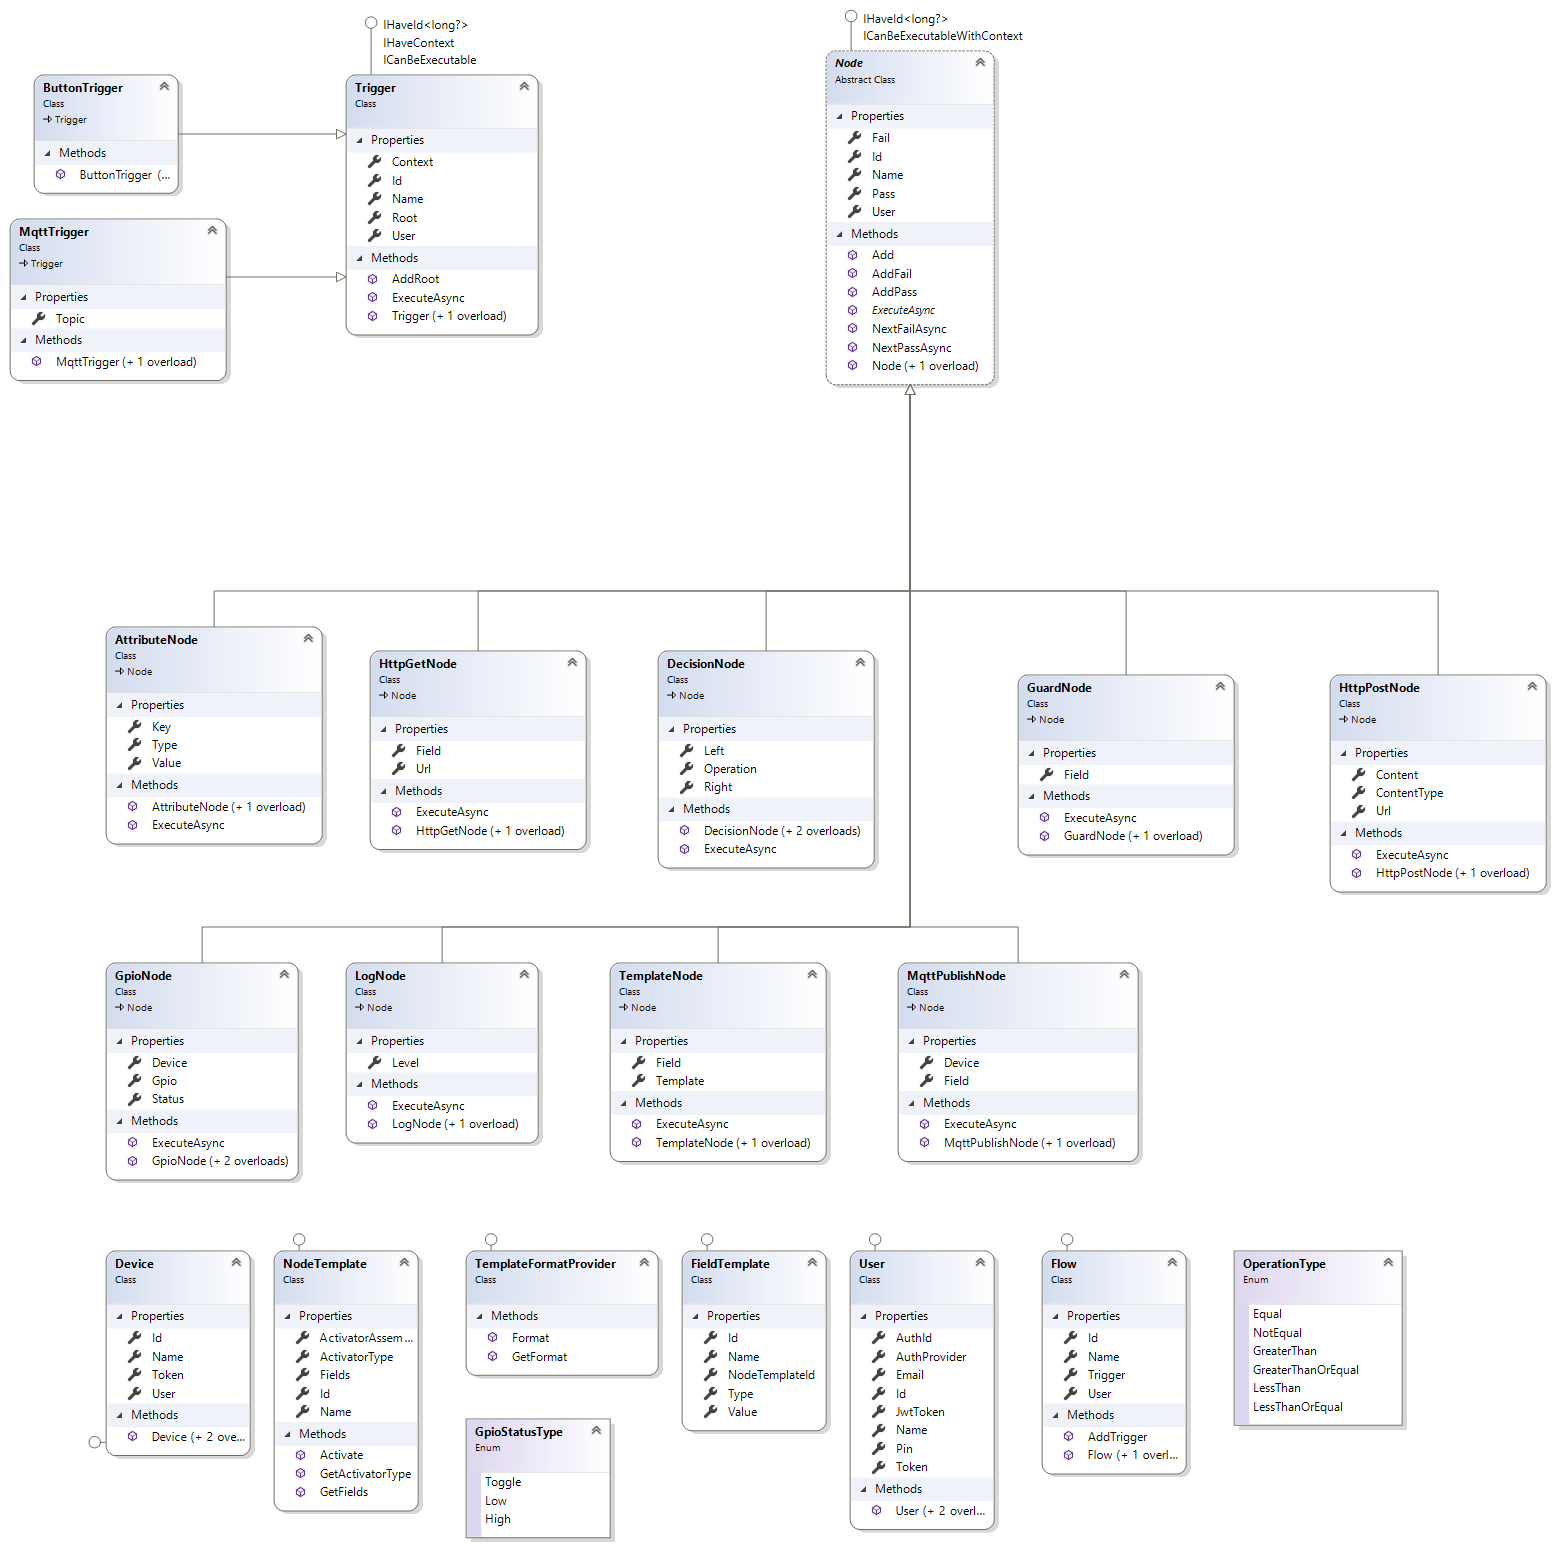 IHaveId<long?>
IHaveContext
ICanBeExecutable
IHaveId<long?>
ICanBeExecutableWithContext
ButtonTrigger
Class
Trigger
Methods
ButtonTrigger (...
MqttTrigger
Class
Trigger
Properties
Topic
Methods
MqttTrigger (+ 1 overload)
Trigger
Class
Properties
Context
Id
Name
Root
User
Methods
AddRoot
ExecuteAsync
Trigger (+ 1 overload)
Node
Abstract Class
Properties
Fail
Id
Name
Pass
User
Methods
Add
AddFail
AddPass
ExecuteAsync
NextFailAsync
NextPassAsync
Node (+ 1 overload)
AttributeNode
Class
Node
Properties
Key
Type
Value
Methods
AttributeNode (+ 1 overload)
ExecuteAsync
HttpGetNode
Class
Node
Properties
Field
Url
Methods
ExecuteAsync
HttpGetNode (+ 1 overload)
DecisionNode
Class
Node
Properties
Left
Operation
Right
Methods
DecisionNode (+ 2 overloads)
ExecuteAsync
GuardNode
Class
Node
Properties
Field
Methods
ExecuteAsync
GuardNode (+ 1 overload)
HttpPostNode
Class
Node
Properties
Content
ContentType
Url
Methods
ExecuteAsync
HttpPostNode (+ 1 overload)
GpioNode
Class
Node
Properties
Device
Gpio
Status
Methods
ExecuteAsync
GpioNode (+ 2 overloads)
LogNode
Class
Node
Properties
Level
Methods
ExecuteAsync
LogNode (+ 1 overload)
TemplateNode
Class
Node
Properties
Field
Template
Methods
ExecuteAsync
TemplateNode (+ 1 overload)
MqttPublishNode
Class
Node
Properties
Device
Field
Methods
ExecuteAsync
MqttPublishNode (+ 1 overload)
Device
Class
Properties
Id
Name
Token
User
Methods
Device (+ 2 ove...
NodeTemplate
Class
Properties
ActivatorAssem...
ActivatorType
Fields
Id
Name
Methods
Activate
GetActivatorType
GetFields
TemplateFormatProvider
Class
Methods
Format
GetFormat
GpioStatusType
Enum
Toggle
Low
High
FieldTemplate
Class
Properties
Id
Name
NodeTemplateId
Type
Value
User
Class
Properties
AuthId
AuthProvider
Email
Id
JwtToken
Name
Pin
Token
Methods
User (+ 2 overl...
Flow
Class
Properties
Id
Name
Trigger
User
Methods
AddTrigger
Flow (+ 1 overl...
OperationType
Enum
Equal
NotEqual
GreaterThan
GreaterThanOrEqual
LessThan
LessThanOrEqual